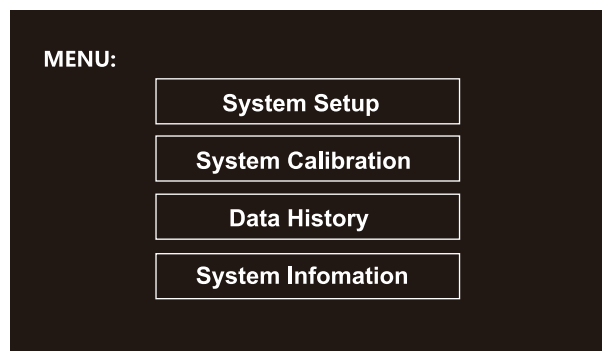 MENU:
System Setup
System Calibration
Data History
System Infomation